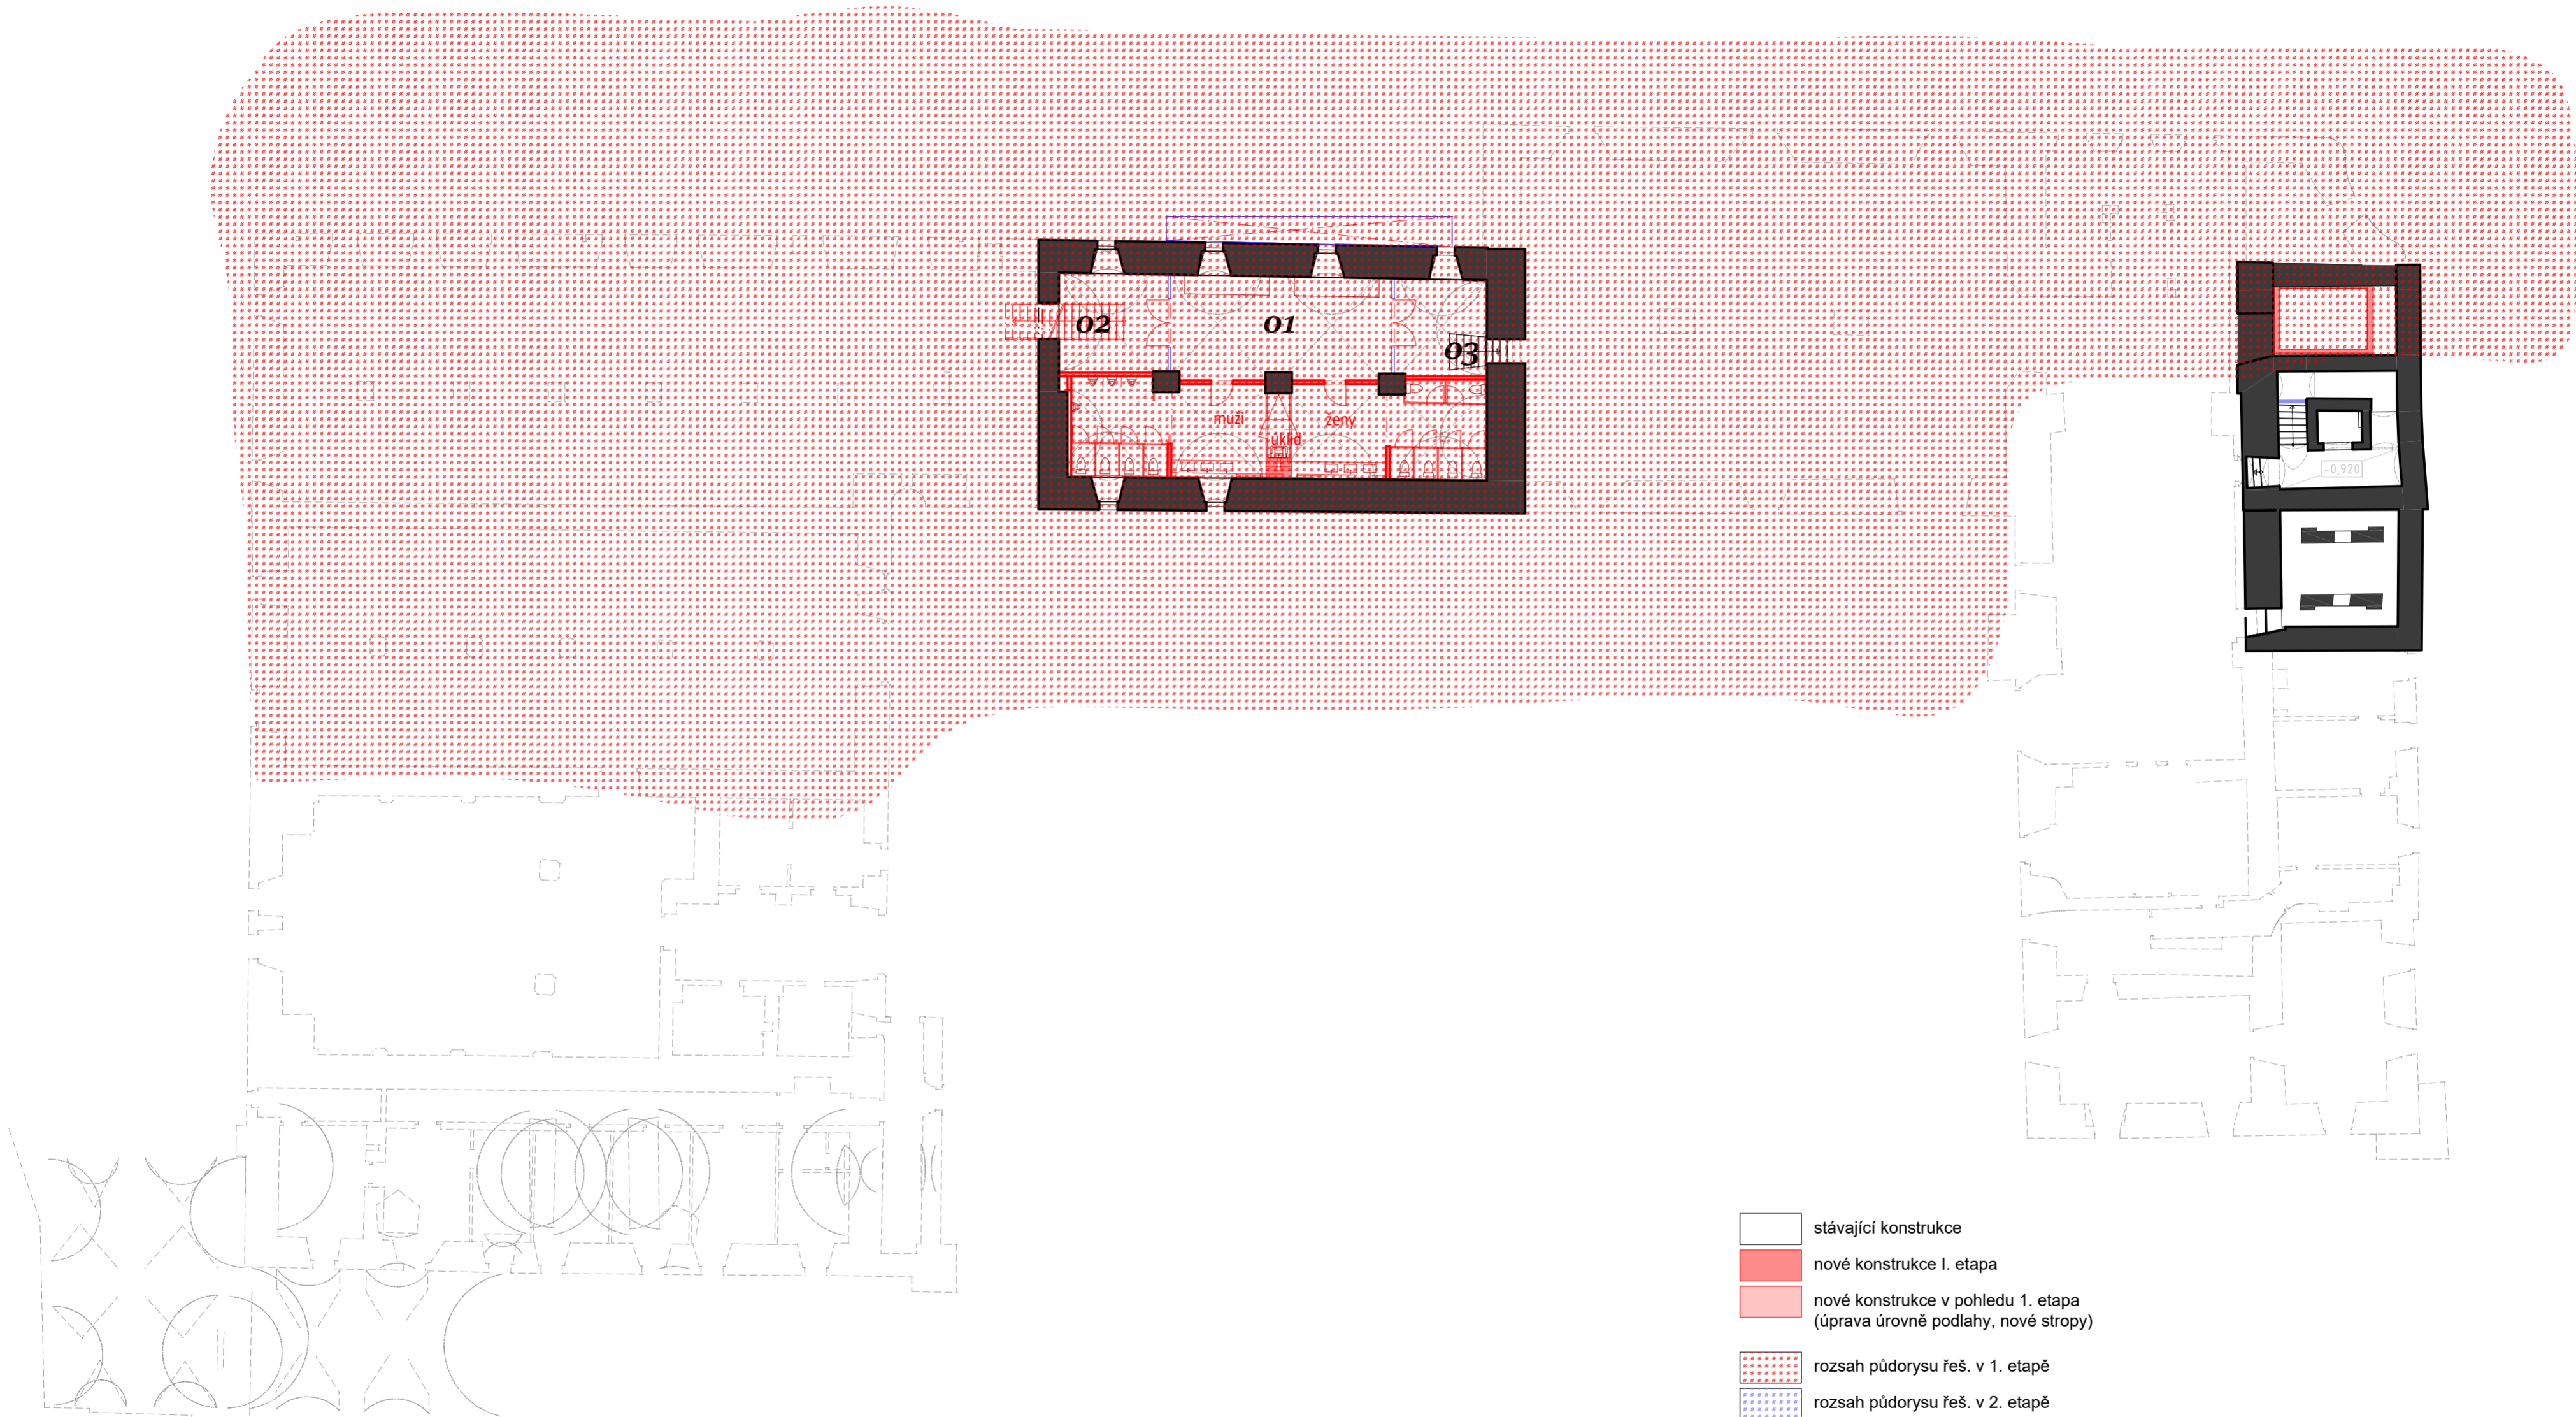 02
01
03
muži
ženy
úklid
-0,920
stávající konstrukce
nové konstrukce I. etapa
nové konstrukce v pohledu 1. etapa
(úprava úrovně podlahy, nové stropy)
rozsah půdorysu řeš. v 1. etapě
rozsah půdorysu řeš. v 2. etapě